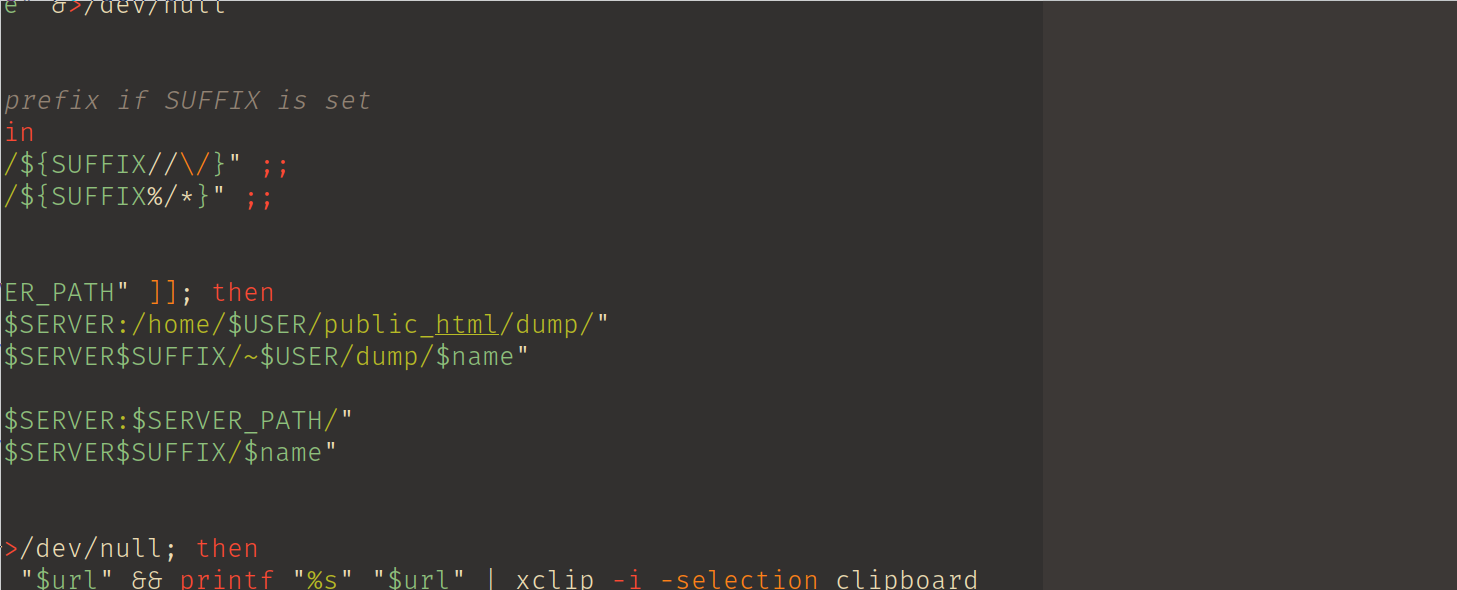 e" &>/dev/null
prefix if SUFFIX is set
in
/${SUFFIX//\/}" ;;
/${SUFFIX%/*}" ;;
ER_PATH" ]]; then
$SERVER:/home/$USER/public_html/dump/"
$SERVER$SUFFIX/~$USER/dump/$name"
$SERVER:$SERVER_PATH/"
$SERVER$SUFFIX/$name"
>/dev/null; then
"$url" && printf "%s" "$url" | xclip -i -selection clipboard